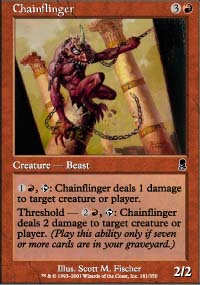 Chainflinger 3
Creature — Beast
1, : Chainflinger deals 1 damage
to target creature or player.
Threshold — 2, : Chainflinger
deals 2 damage to target creature or
player. (Play this ability only if seven
or more cards are in your graveyard.)
Illus. Scott M. Fischer
™ & © 1993-2001 Wizards of the Coast, Inc. 181/350
2/2